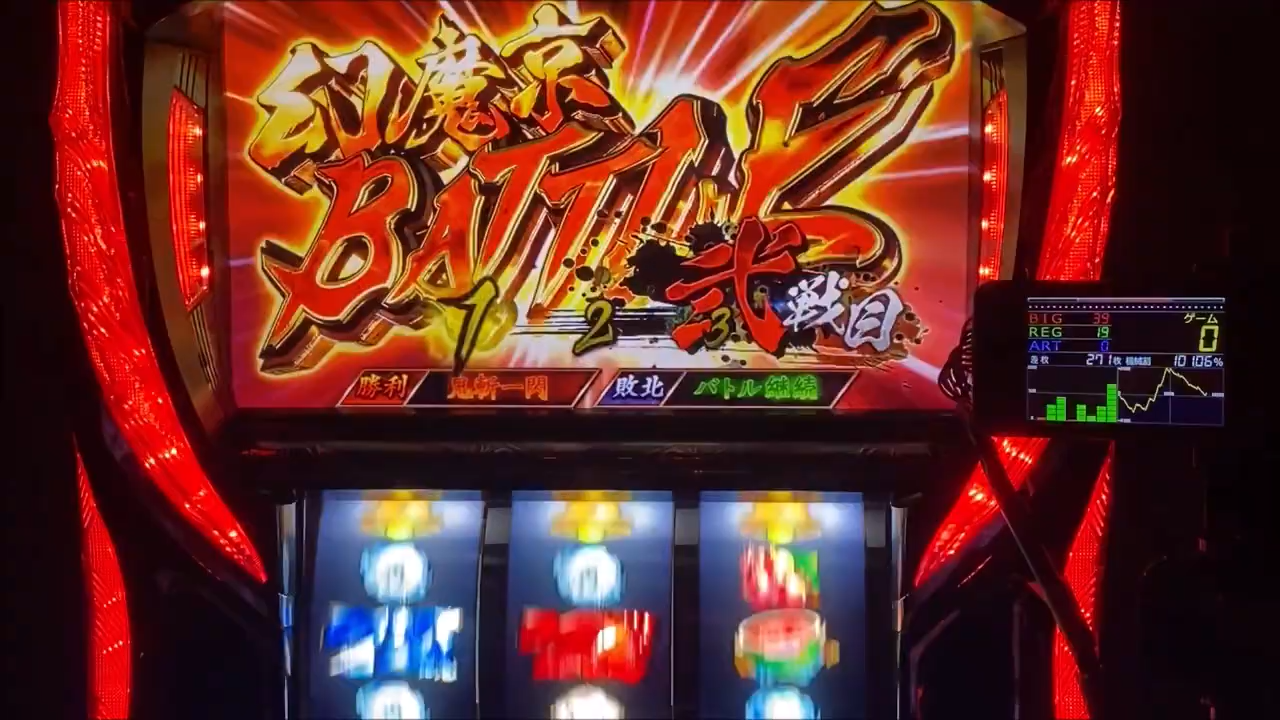 幻魔京
BATTLE
弐戦目
1 2 3
勝利 鬼斬一閃 敗北 バトル継続
BIG 39 ゲーム
REG 19 0
ART 0
差枚 271枚 機械割 101.06%